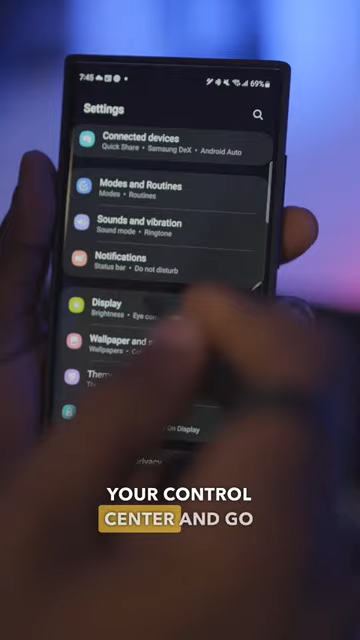 7:45
69%
Settings
Connected devices
Quick Share • Samsung DeX • Android Auto
Modes and Routines
Modes • Routines
Sounds and vibration
Sound mode • Ringtone
Notifications
Status bar • Do not disturb
Display
Brightness • Eye
Wallpaper and
Wallpapers •
On Display
YOUR CONTROL
CENTER AND GO